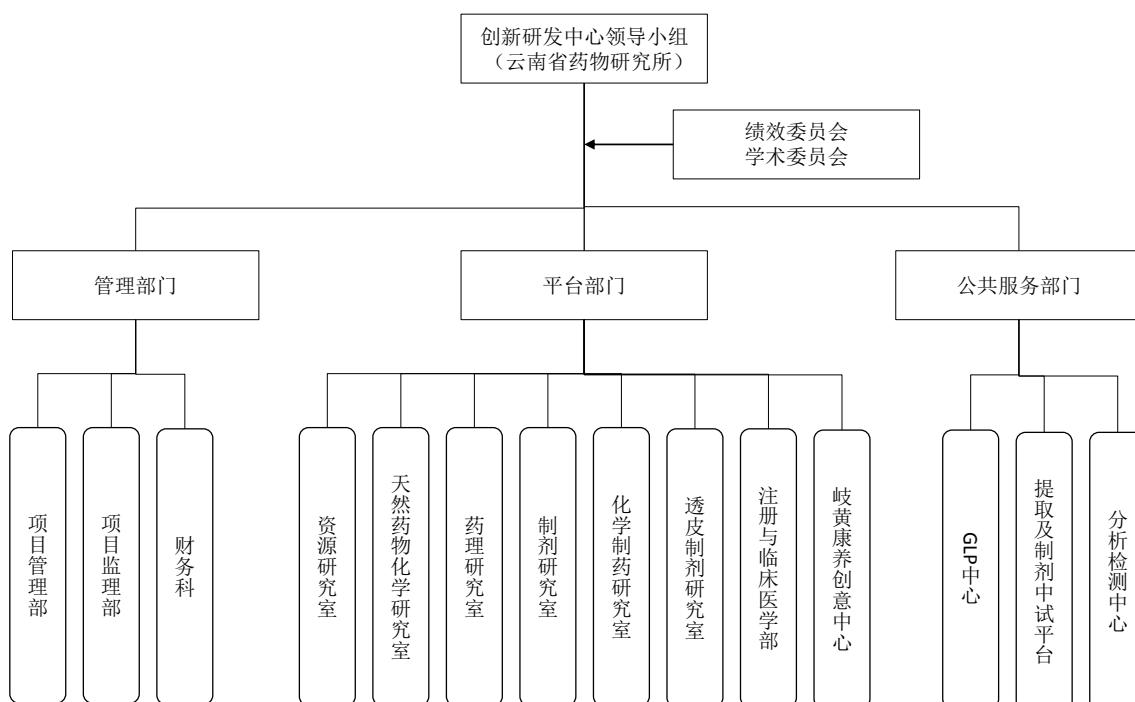 创新研发中心领导小组
（云南省药物研究所）
绩效委员会
学术委员会
管理部门
平台部门
公共服务部门
项目管理部
项目监理部
财务科
资源研究室
天然药物化学研究室
药理研究室
制剂研究室
化学制药研究室
透皮制剂研究室
注册与临床医学部
岐黄康养创意中心
GLP中心
提取及制剂中试平台
分析检测中心